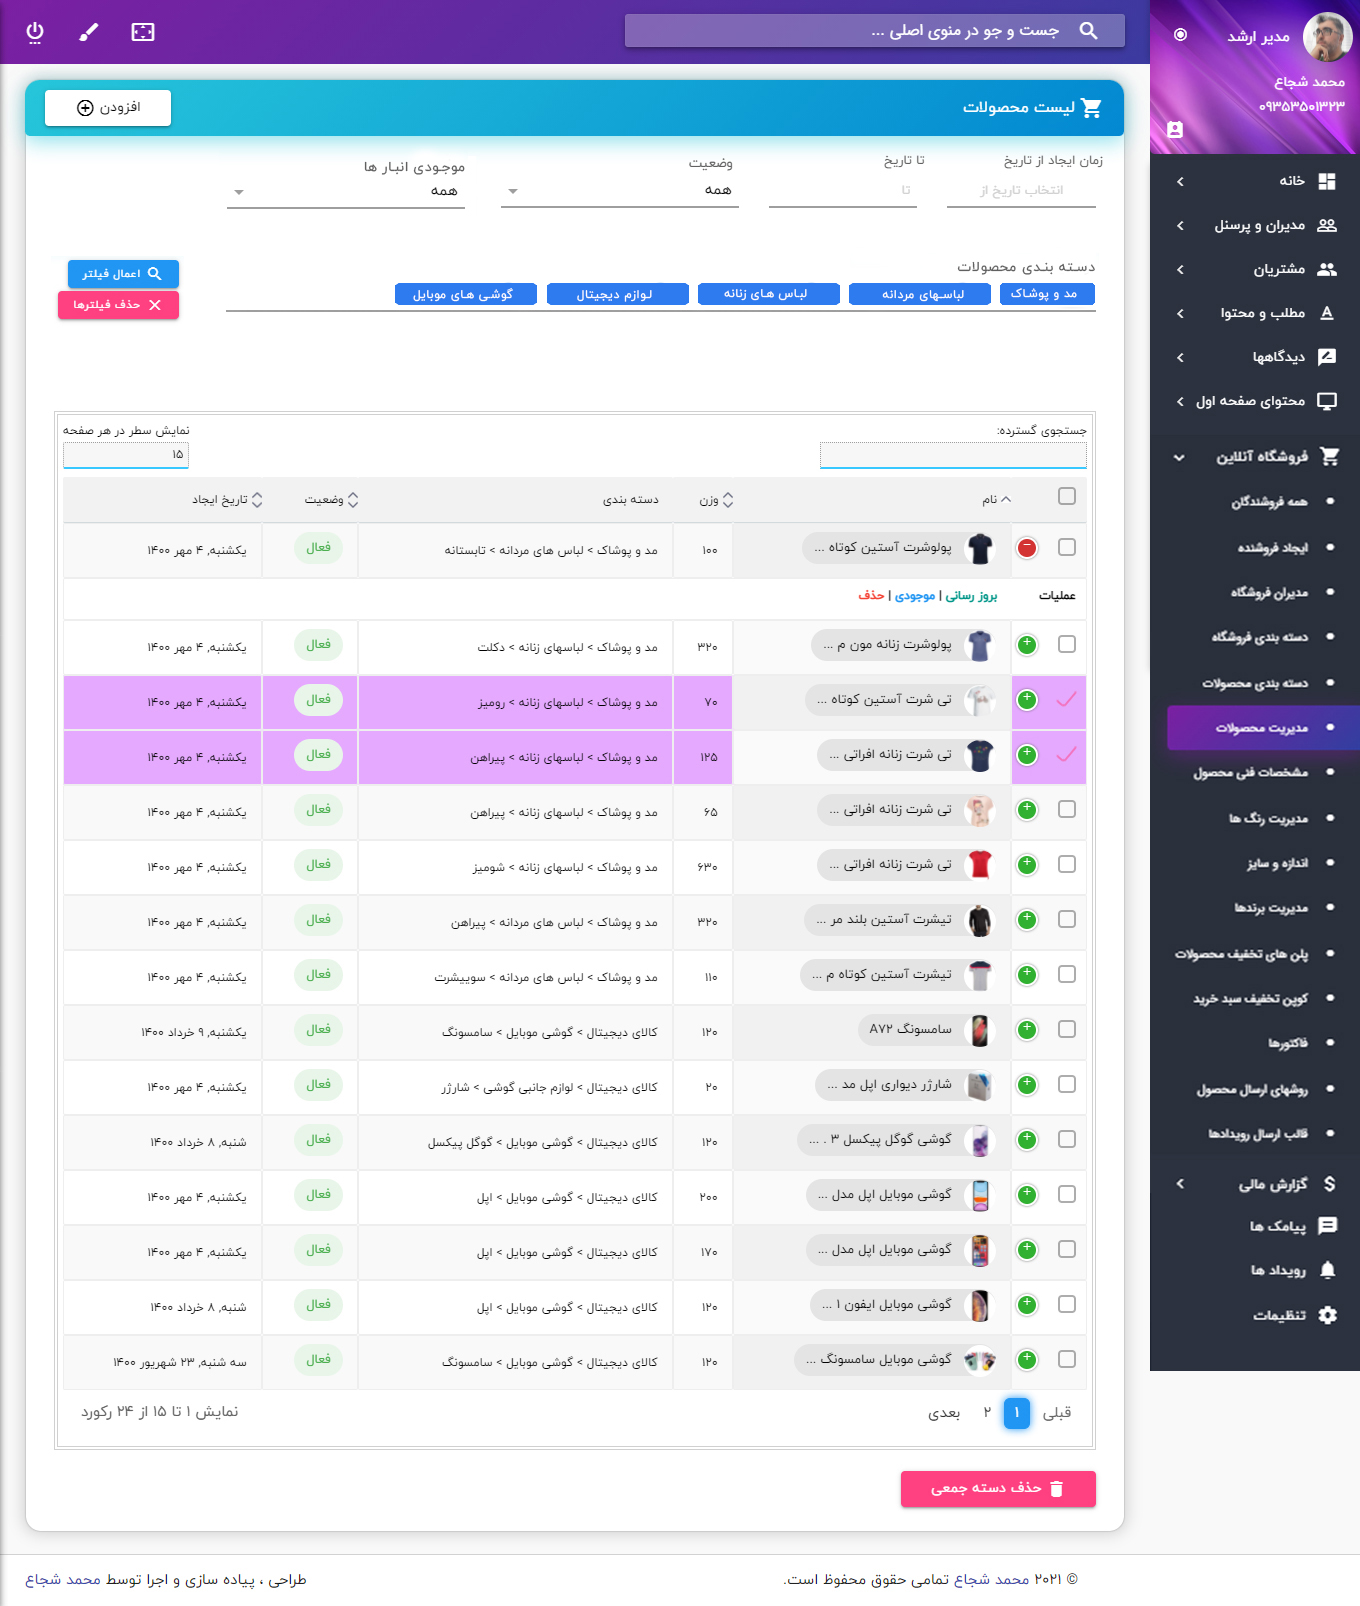 جست و جو در منوی اصلی ...
مدیر ارشد
محمد شجاع
۰۹۳۵۳۵۰۱۳۲۳
خانه
مدیران و پرسنل
مشتریان
مطلب و محتوا
دیدگاهها
محتوای صفحه اول
فروشگاه آنلاین
همه فروشندگان
ایجاد فروشنده
مدیران فروشگاه
دسته بندی فروشگاه
دسته بندی محصولات
مدیریت محصولات
مشخصات فنی محصول
مدیریت رنگ ها
اندازه و سایز
مدیریت برندها
پلن های تخفیف محصولات
کوپن تخفیف سبد خرید
فاکتورها
روشهای ارسال محصول
قالب ارسال رویدادها
گزارش مالی
پیامک ها
رویداد ها
تنظیمات
لیست محصولات
افزودن
زمان ایجاد از تاریخ
تا تاریخ
وضعیت
موجودی انبار ها
انتخاب تاریخ از
تا
همه
همه
دسته بندی محصولات
مد و پوشاک
لباسهای مردانه
لباس های زنانه
لوازم دیجیتال
گوشی های موبایل
اعمال فیلتر
حذف فیلترها
جستجوی گسترده:
نمایش سطر در هر صفحه
۱۵
نام وزن دسته بندی وضعیت تاریخ ایجاد
پولوشرت آستین کوتاه ... ۱۰۰ مد و پوشاک > لباس های مردانه > تابستانه فعال یکشنبه, ۴ مهر ۱۴۰۰
عملیات بروز رسانی | موجودی | حذف
پولوشرت زنانه مون م ... ۳۲۰ مد و پوشاک > لباسهای زنانه > دکلت فعال یکشنبه, ۴ مهر ۱۴۰۰
تی شرت آستین کوتاه ... ۷۰ مد و پوشاک > لباسهای زنانه > رومیز فعال یکشنبه, ۴ مهر ۱۴۰۰
تی شرت زنانه افراتی ... ۱۲۵ مد و پوشاک > لباسهای زنانه > پیراهن فعال یکشنبه, ۴ مهر ۱۴۰۰
تی شرت زنانه افراتی ... ۶۵ مد و پوشاک > لباسهای زنانه > پیراهن فعال یکشنبه, ۴ مهر ۱۴۰۰
تی شرت زنانه افراتی ... ۶۳۰ مد و پوشاک > لباسهای زنانه > شومیز فعال یکشنبه, ۴ مهر ۱۴۰۰
تیشرت آستین بلند مر ... ۳۲۰ مد و پوشاک > لباس های مردانه > پیراهن فعال یکشنبه, ۴ مهر ۱۴۰۰
تیشرت آستین کوتاه م ... ۱۱۰ مد و پوشاک > لباس های مردانه > سوییشرت فعال یکشنبه, ۴ مهر ۱۴۰۰
سامسونگ A۷۲ ۱۲۰ کالای دیجیتال > گوشی موبایل > سامسونگ فعال یکشنبه, ۹ خرداد ۱۴۰۰
شارژر دیواری اپل مد ... ۲۰ کالای دیجیتال > لوازم جانبی گوشی > شارژر فعال یکشنبه, ۴ مهر ۱۴۰۰
گوشی گوگل پیکسل ۳ . ... ۱۲۰ کالای دیجیتال > گوشی موبایل > گوگل پیکسل فعال شنبه, ۸ خرداد ۱۴۰۰
گوشی موبایل اپل مدل ... ۲۰۰ کالای دیجیتال > گوشی موبایل > اپل فعال یکشنبه, ۴ مهر ۱۴۰۰
گوشی موبایل اپل مدل ... ۱۷۰ کالای دیجیتال > گوشی موبایل > اپل فعال یکشنبه, ۴ مهر ۱۴۰۰
گوشی موبایل ایفون ۱ ... ۱۲۰ کالای دیجیتال > گوشی موبایل > اپل فعال شنبه, ۸ خرداد ۱۴۰۰
گوشی موبایل سامسونگ ... ۱۲۰ کالای دیجیتال > گوشی موبایل > سامسونگ فعال سه شنبه, ۲۳ شهریور ۱۴۰۰
قبلی ۱ ۲ بعدی
نمایش ۱ تا ۱۵ از ۲۴ رکورد
حذف دسته جمعی
© ۲۰۲۱ محمد شجاع تمامی حقوق محفوظ است.
طراحی ، پیاده سازی و اجرا توسط محمد شجاع